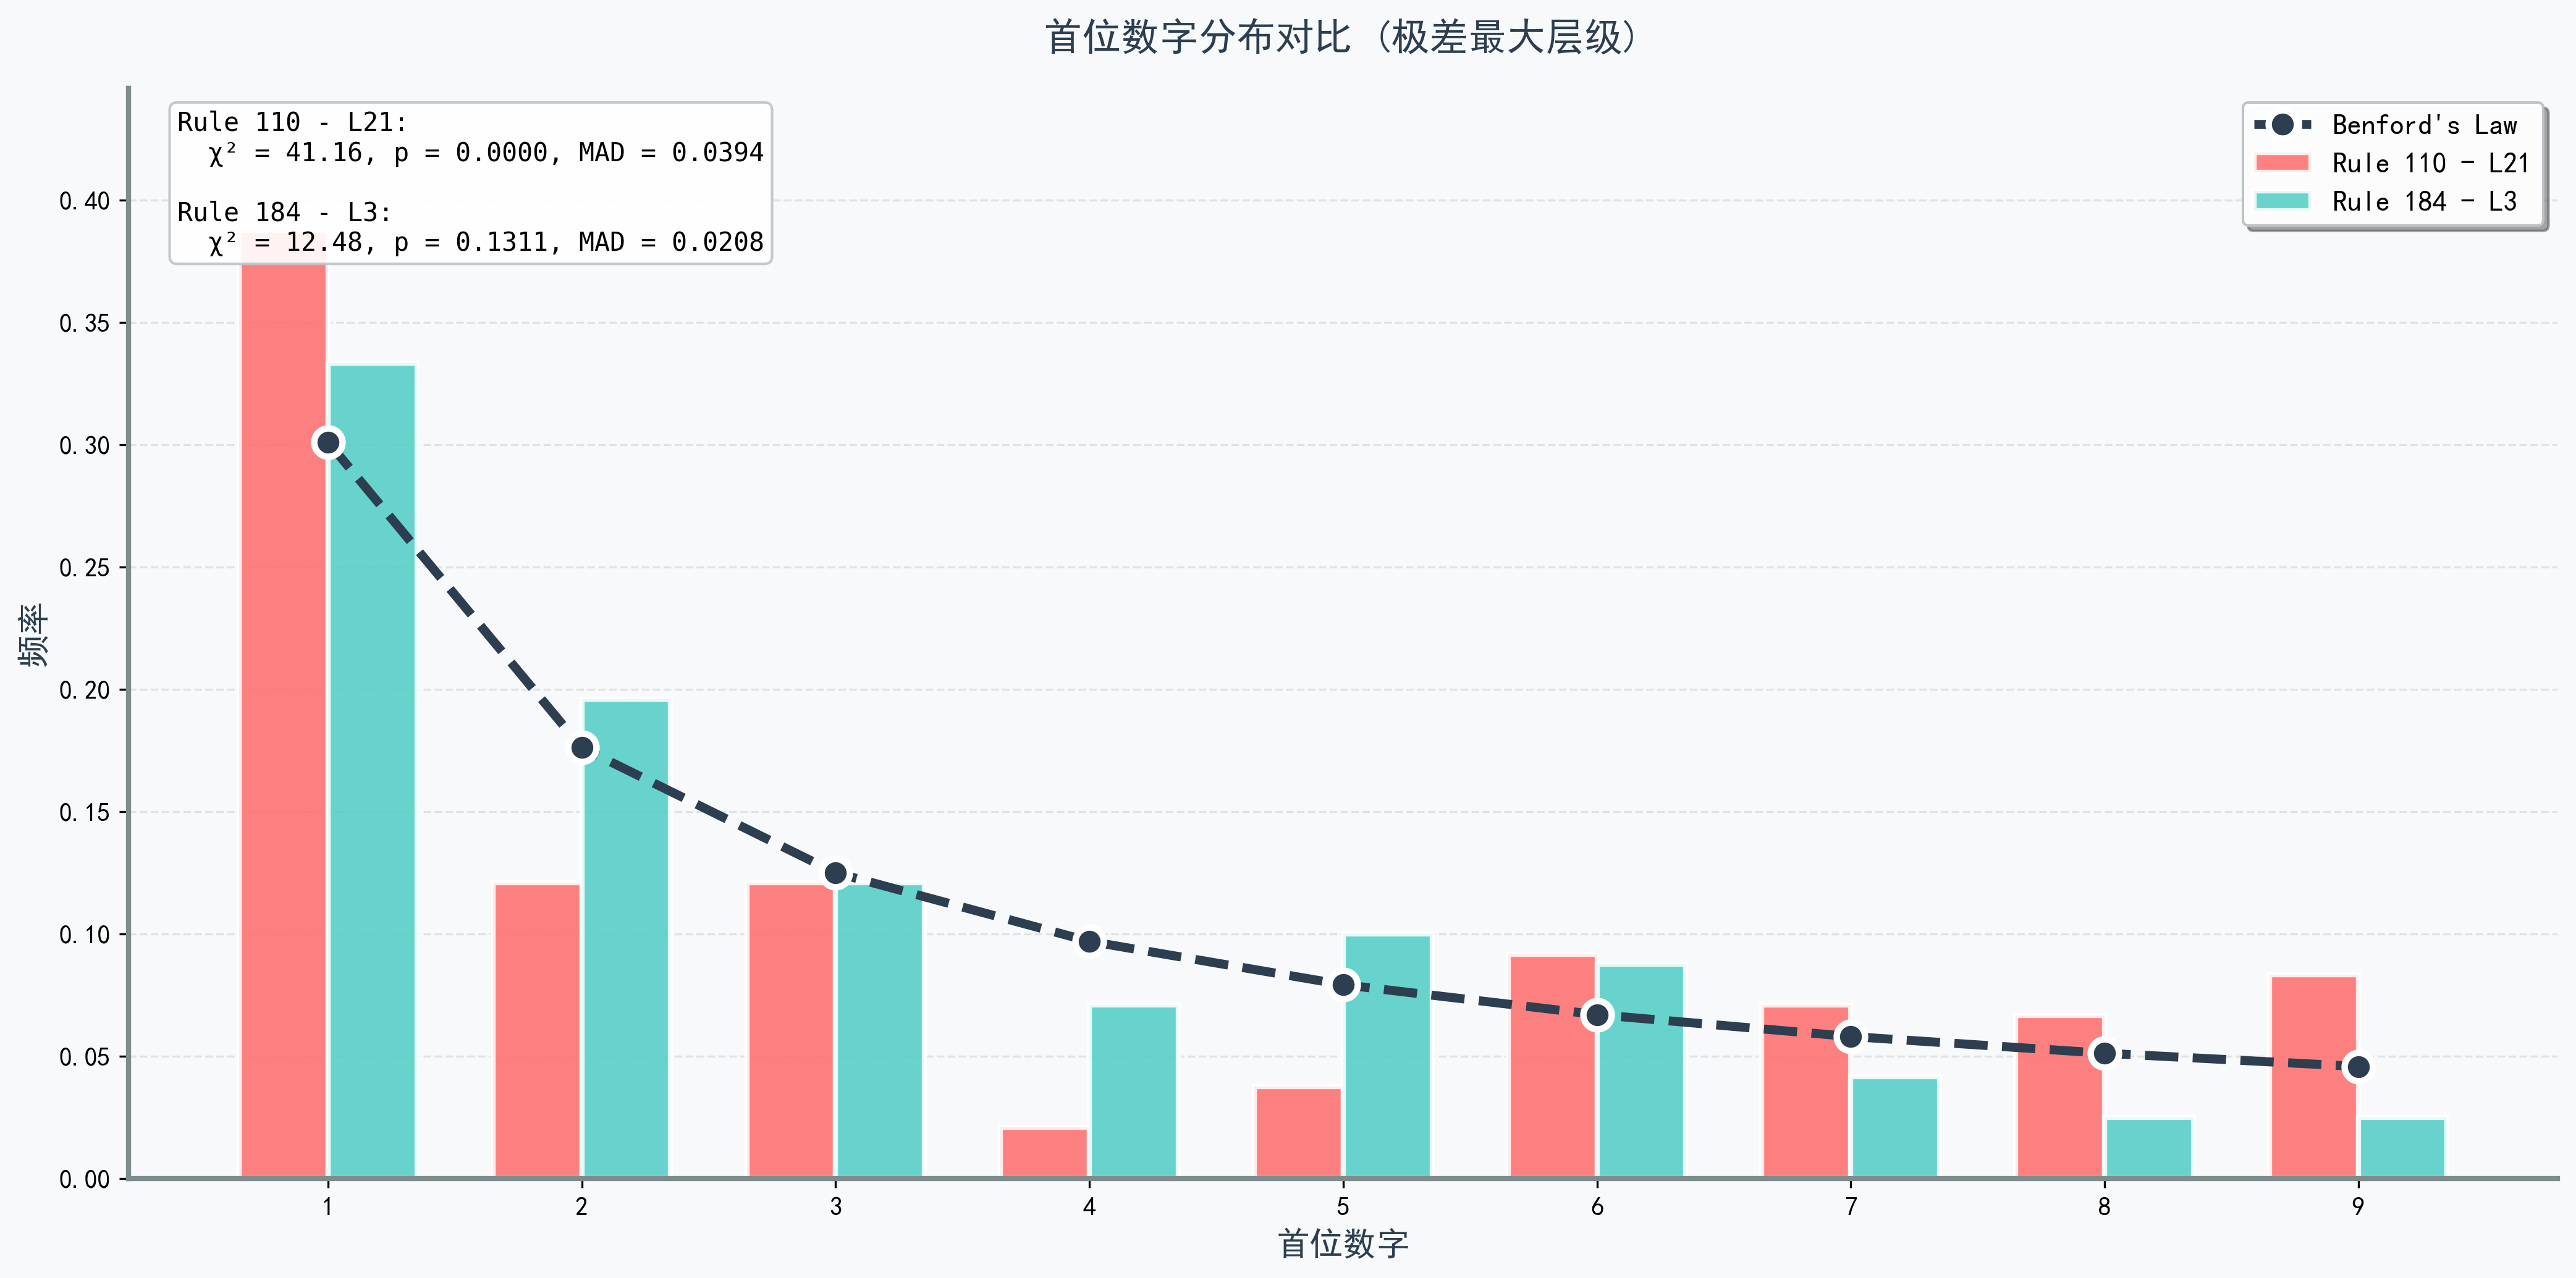 首位数字分布对比 (极差最大层级)
Rule 110 - L21:
χ² = 41.16, p = 0.0000, MAD = 0.0394
Rule 184 - L3:
χ² = 12.48, p = 0.1311, MAD = 0.0208
Benford's Law
Rule 110 - L21
Rule 184 - L3
频率
0.40
0.35
0.30
0.25
0.20
0.15
0.10
0.05
0.00
1 2 3 4 5 6 7 8 9
首位数字